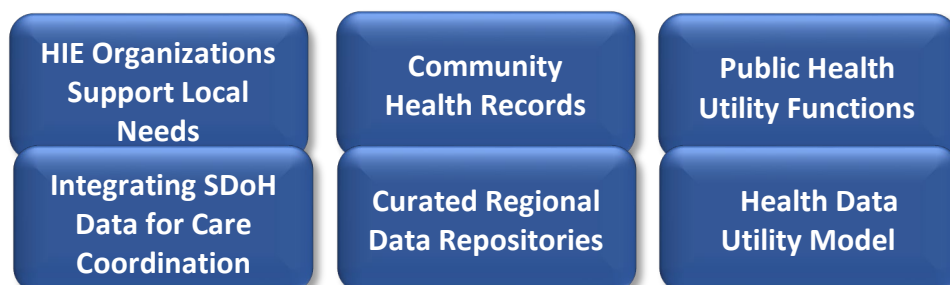 HIE Organizations
Support Local
Needs
Community
Health Records
Public Health
Utility Functions
Integrating SDoH
Data for Care
Coordination
Curated Regional
Data Repositories
Health Data
Utility Model